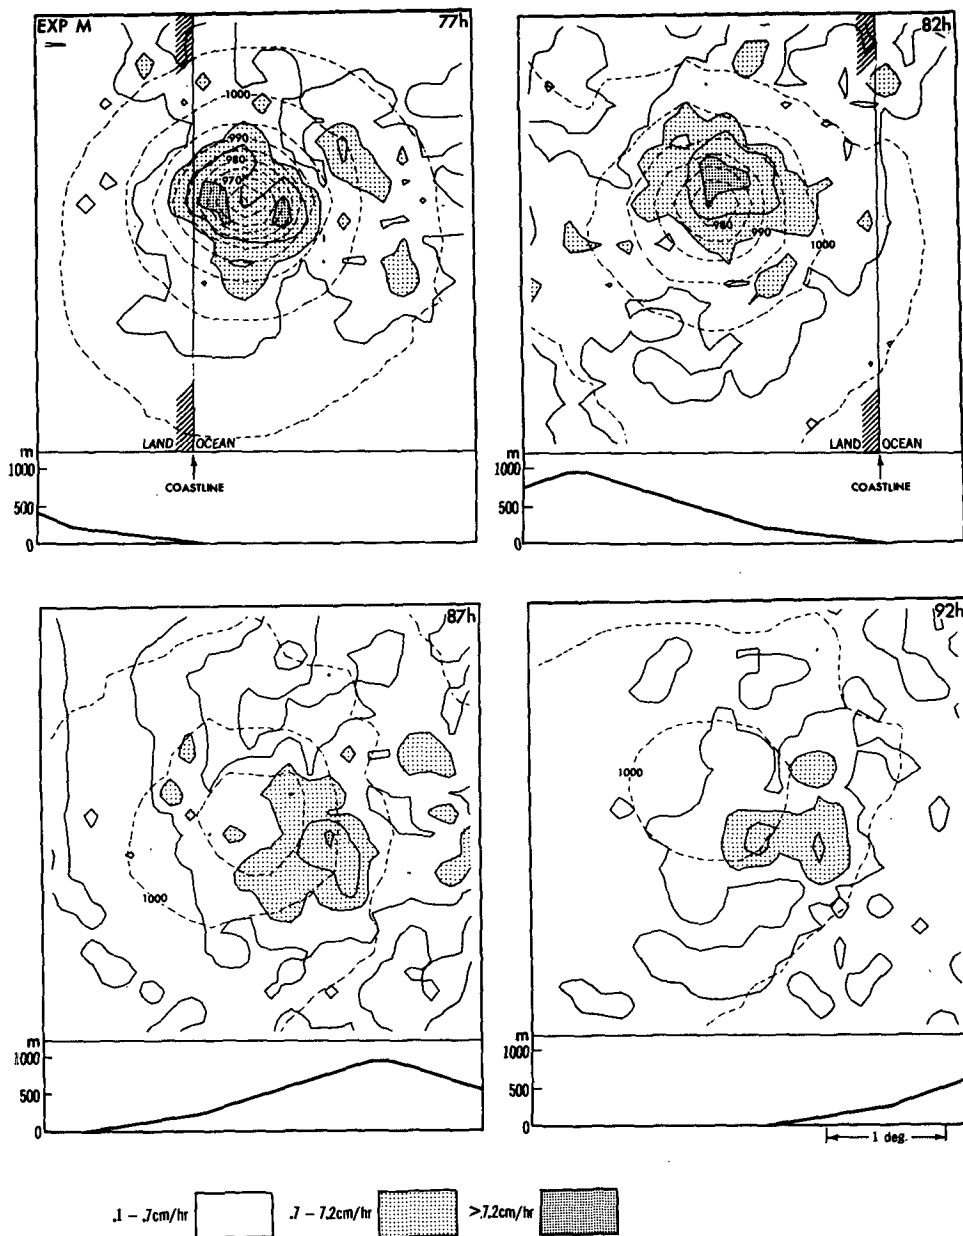 EXP M
77h
1000
990
980
970
LAND OCEAN
COASTLINE
m
1000
500
0
82h
980
990
1000
LAND OCEAN
COASTLINE
m
1000
500
0
87h
1000
m
1000
500
0
92h
1000
m
1000
500
0
1 deg.
.1 – .7cm/hr
.7 – 7.2cm/hr
>7.2cm/hr